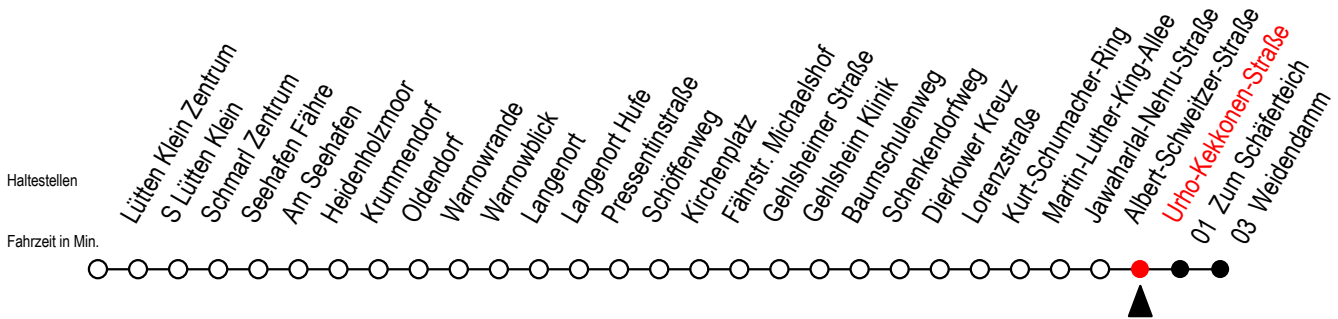 Haltestellen
Lütten Klein Zentrum
S Lütten Klein
Schmarl Zentrum
Seehafen Fähre
Am Seehafen
Heidenholzmoor
Krummendorf
Oldendorf
Warnowrande
Warnowblick
Langenort
Langenort Hufe
Pressentinstraße
Schöffenweg
Kirchenplatz
Fährstr. Michaelshof
Gehlsheimer Straße
Gehlsheim Klinik
Baumschulenweg
Schenkendorfweg
Dierkower Kreuz
Lorenzstraße
Kurt-Schumacher-Ring
Martin-Luther-King-Allee
Jawaharlal-Nehru-Straße
Albert-Schweitzer-Straße
Urho-Kekkonen-Straße
01 Zum Schäferteich
03 Weidendamm
Fahrzeit in Min.